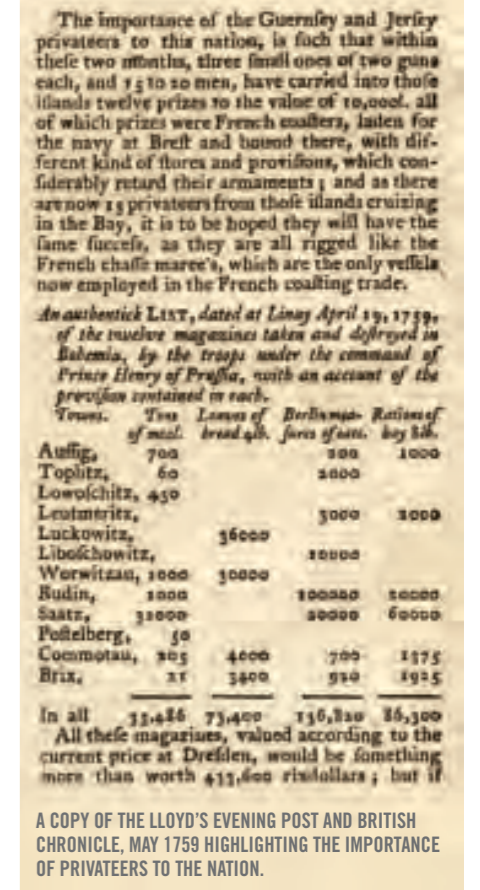 The importance of the Guernſey and Jerſey
privateers to this nation, is ſuch that within
theſe two months, three ſmall ones of two guns
each, and 15 to 20 men, have carried into thoſe
iſlands twelve prizes to the value of 10,000l. all
of which prizes were French coaſters, laden for
the navy at Breſt and bound there, with dif-
ferent kind of ſtores and proviſions, which con-
ſiderably retard their armaments ; and as there
are now 15 privateers from thoſe iſlands cruizing
in the Bay, it is to be hoped they will have the
ſame ſucceſs, as they are all rigged like the
French chaſſe maree's, which are the only veſſels
now employed in the French coaſting trade.
An authentick LIST, dated at Linay April 19, 1759,
of the twelve magazines taken and deſtroyed in
Bohemia, by the troops under the command of
Prince Henry of Pruſſia, with an account of the
proviſion contained in each.
Towns. Tons Loaves of Berlin mea- Rations of
of meal. bread 4lb. ſures of oats. hay 8lb.
Auſſig, 700 200 1000
Toplitz, 60 2000
Lowoſchitz, 450
Leutmeritz, 3000 2000
Luckowitz, 36000
Liboſchowitz, 10000
Worwitzau, 1000 30000
Budin, 1000 100000 20000
Saatz, 20000 60000
Poſtelberg, 50
Commotau, 205 4000 700 1375
Brix, 21 3400 920 1925
In all 73,400 136,820 86,300
All theſe magazines, valued according to the
current price at Dreſden, would be ſomething
more than worth rixdollars ; but if
A COPY OF THE LLOYD'S EVENING POST AND BRITISH
CHRONICLE, MAY 1759 HIGHLIGHTING THE IMPORTANCE
OF PRIVATEERS TO THE NATION.